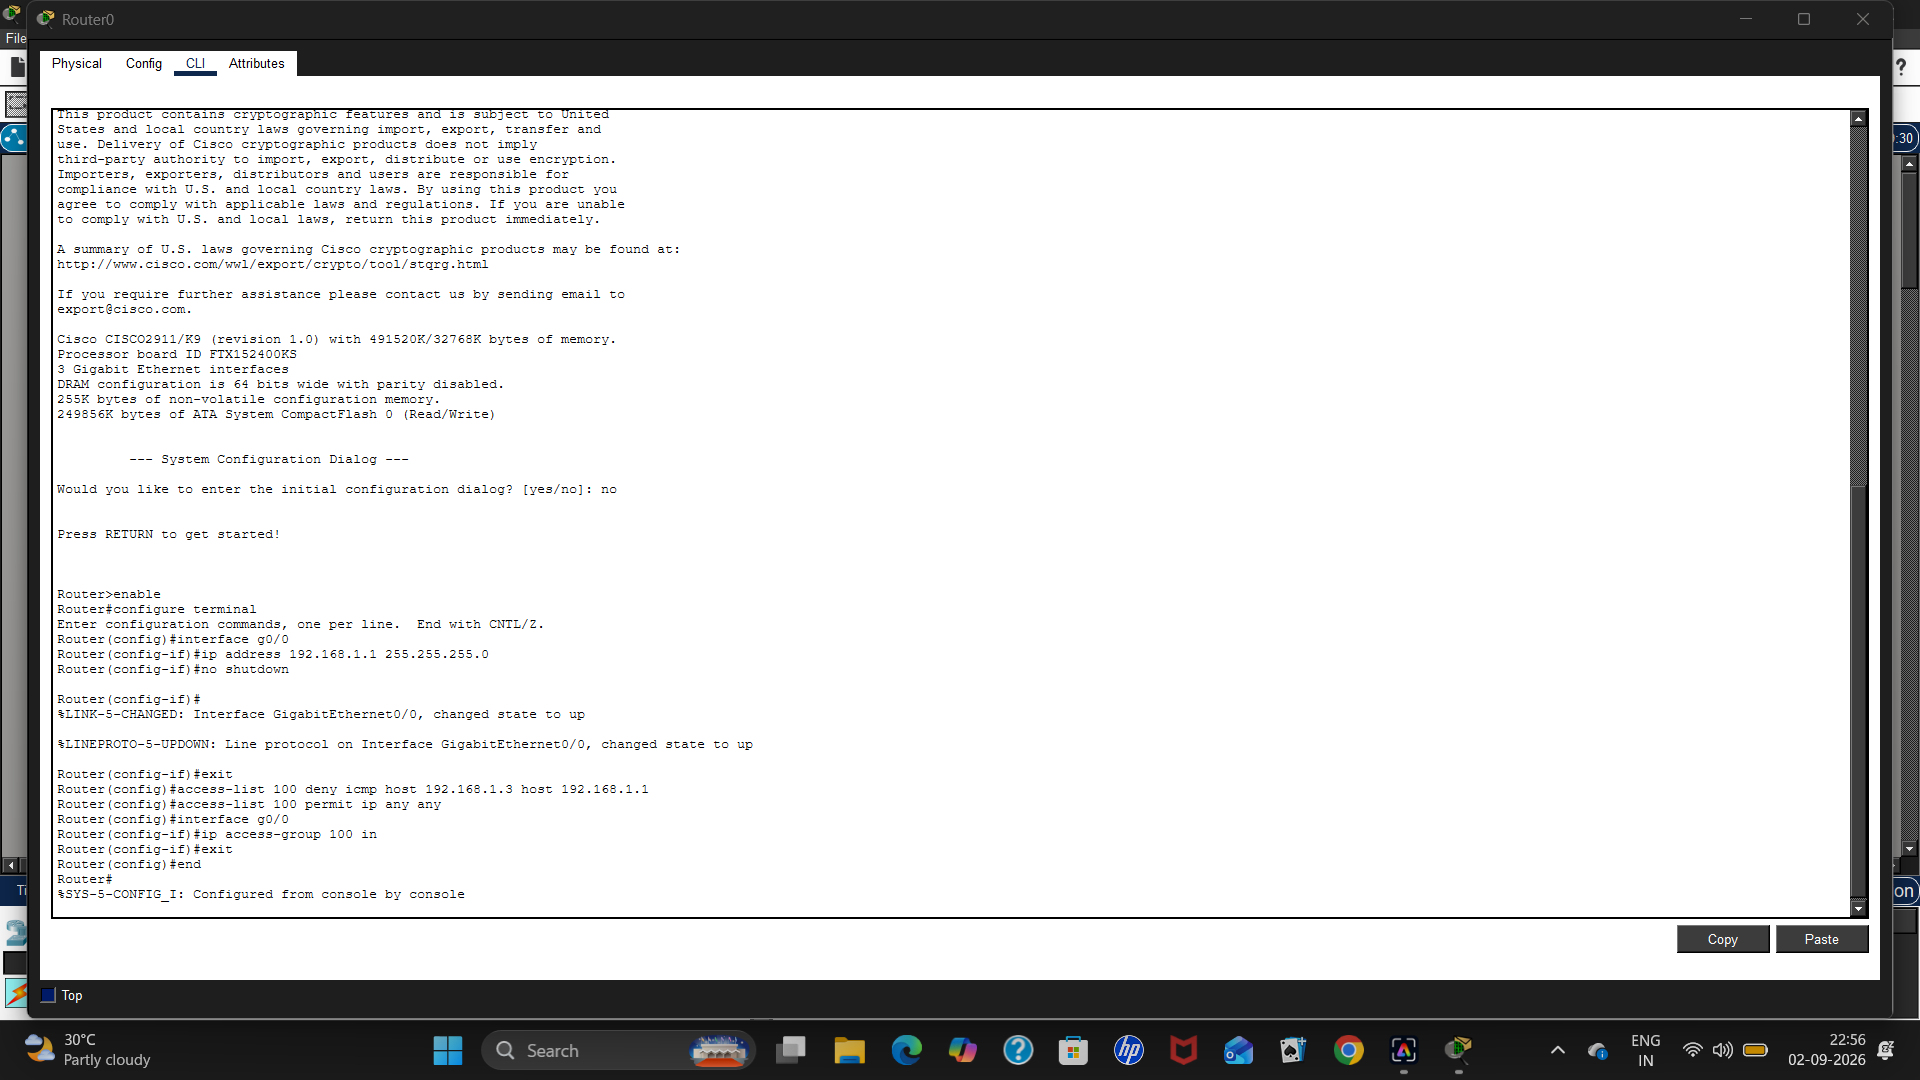 Router0
File
Physical Config CLI Attributes
?
:30
This product contains cryptographic features and is subject to United
States and local country laws governing import, export, transfer and
use. Delivery of Cisco cryptographic products does not imply
third-party authority to import, export, distribute or use encryption.
Importers, exporters, distributors and users are responsible for
compliance with U.S. and local country laws. By using this product you
agree to comply with applicable laws and regulations. If you are unable
to comply with U.S. and local laws, return this product immediately.
A summary of U.S. laws governing Cisco cryptographic products may be found at:
http://www.cisco.com/wwl/export/crypto/tool/stqrg.html
If you require further assistance please contact us by sending email to
export@cisco.com.
Cisco CISCO2911/K9 (revision 1.0) with 491520K/32768K bytes of memory.
Processor board ID FTX152400KS
3 Gigabit Ethernet interfaces
DRAM configuration is 64 bits wide with parity disabled.
255K bytes of non-volatile configuration memory.
249856K bytes of ATA System CompactFlash 0 (Read/Write)
--- System Configuration Dialog ---
Would you like to enter the initial configuration dialog? [yes/no]: no
Press RETURN to get started!
Router>enable
Router#configure terminal
Enter configuration commands, one per line.  End with CNTL/Z.
Router(config)#interface g0/0
Router(config-if)#ip address 192.168.1.1 255.255.255.0
Router(config-if)#no shutdown
Router(config-if)#
%LINK-5-CHANGED: Interface GigabitEthernet0/0, changed state to up
%LINEPROTO-5-UPDOWN: Line protocol on Interface GigabitEthernet0/0, changed state to up
Router(config-if)#exit
Router(config)#access-list 100 deny icmp host 192.168.1.3 host 192.168.1.1
Router(config)#access-list 100 permit ip any any
Router(config)#interface g0/0
Router(config-if)#ip access-group 100 in
Router(config-if)#exit
Router(config)#end
Router#
%SYS-5-CONFIG_I: Configured from console by console
Ti
on
Copy Paste
Top
30°C
Partly cloudy
Search
hp
ENG
IN
22:56
02-09-2026